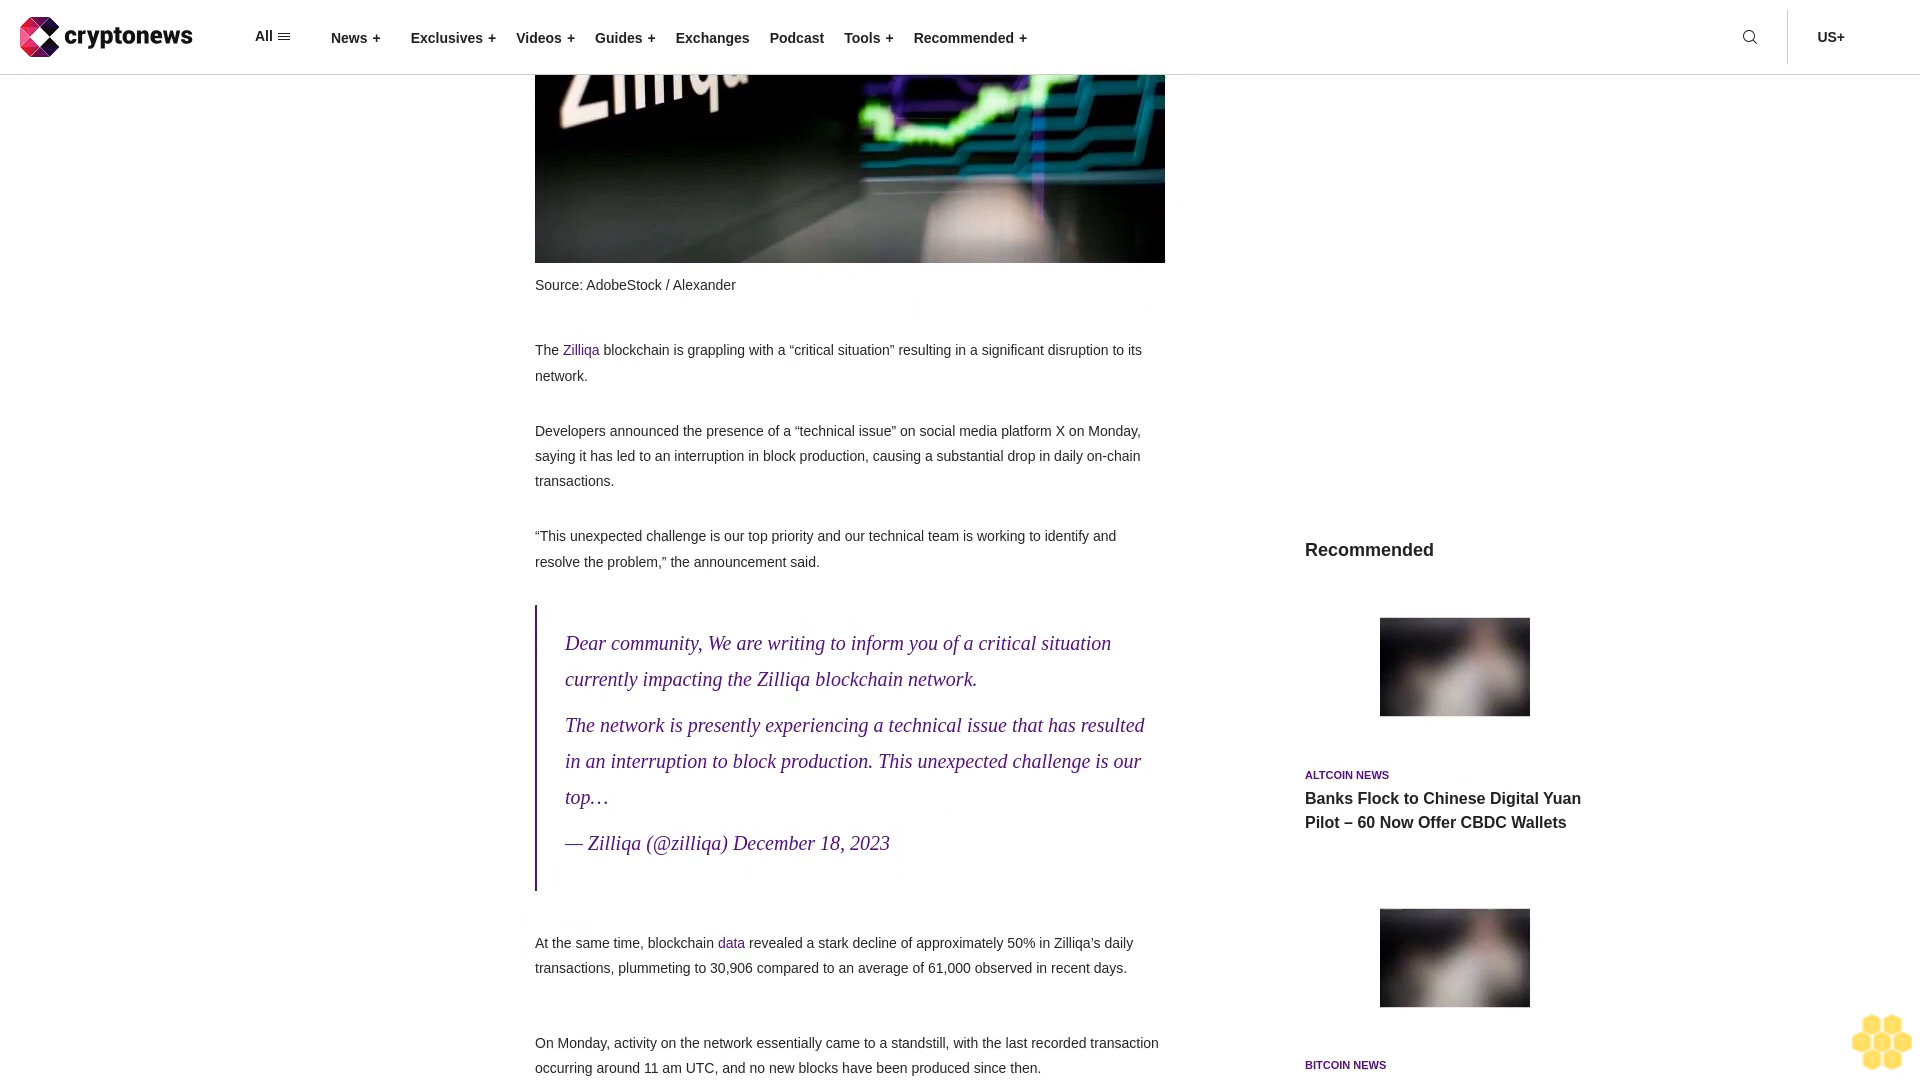 cryptonews
All
News +
Exclusives +
Videos +
Guides +
Exchanges
Podcast
Tools +
Recommended +
US+
Zilliqa
Source: AdobeStock / Alexander
The Zilliqa blockchain is grappling with a “critical situation” resulting in a significant disruption to its
network.
Developers announced the presence of a “technical issue” on social media platform X on Monday,
saying it has led to an interruption in block production, causing a substantial drop in daily on-chain
transactions.
“This unexpected challenge is our top priority and our technical team is working to identify and
resolve the problem,” the announcement said.
Dear community, We are writing to inform you of a critical situation
currently impacting the Zilliqa blockchain network.
The network is presently experiencing a technical issue that has resulted
in an interruption to block production. This unexpected challenge is our
top…
— Zilliqa (@zilliqa) December 18, 2023
At the same time, blockchain data revealed a stark decline of approximately 50% in Zilliqa’s daily
transactions, plummeting to 30,906 compared to an average of 61,000 observed in recent days.
On Monday, activity on the network essentially came to a standstill, with the last recorded transaction
occurring around 11 am UTC, and no new blocks have been produced since then.
Recommended
ALTCOIN NEWS
Banks Flock to Chinese Digital Yuan
Pilot – 60 Now Offer CBDC Wallets
BITCOIN NEWS